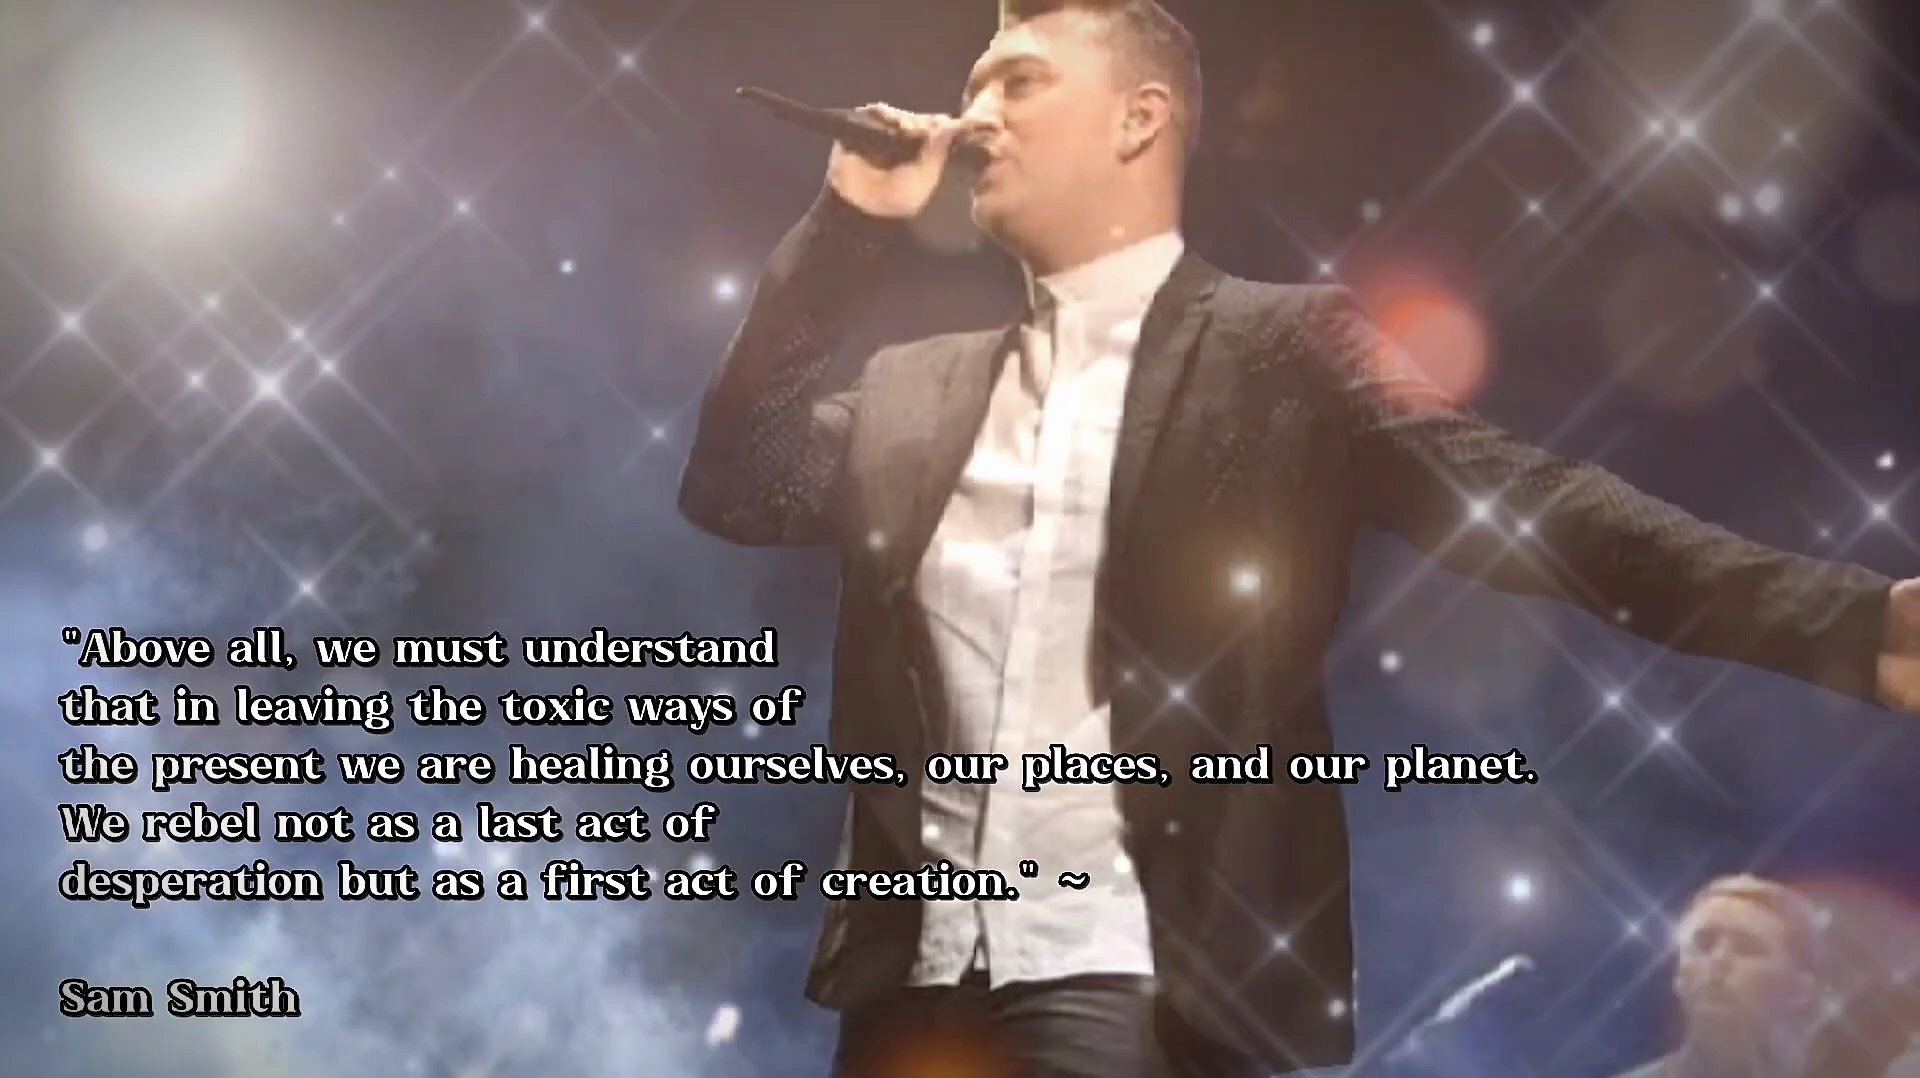 "Above all, we must understand
that in leaving the toxic ways of
the present we are healing ourselves, our places, and our planet.
We rebel not as a last act of
desperation but as a first act of creation." ~
Sam Smith